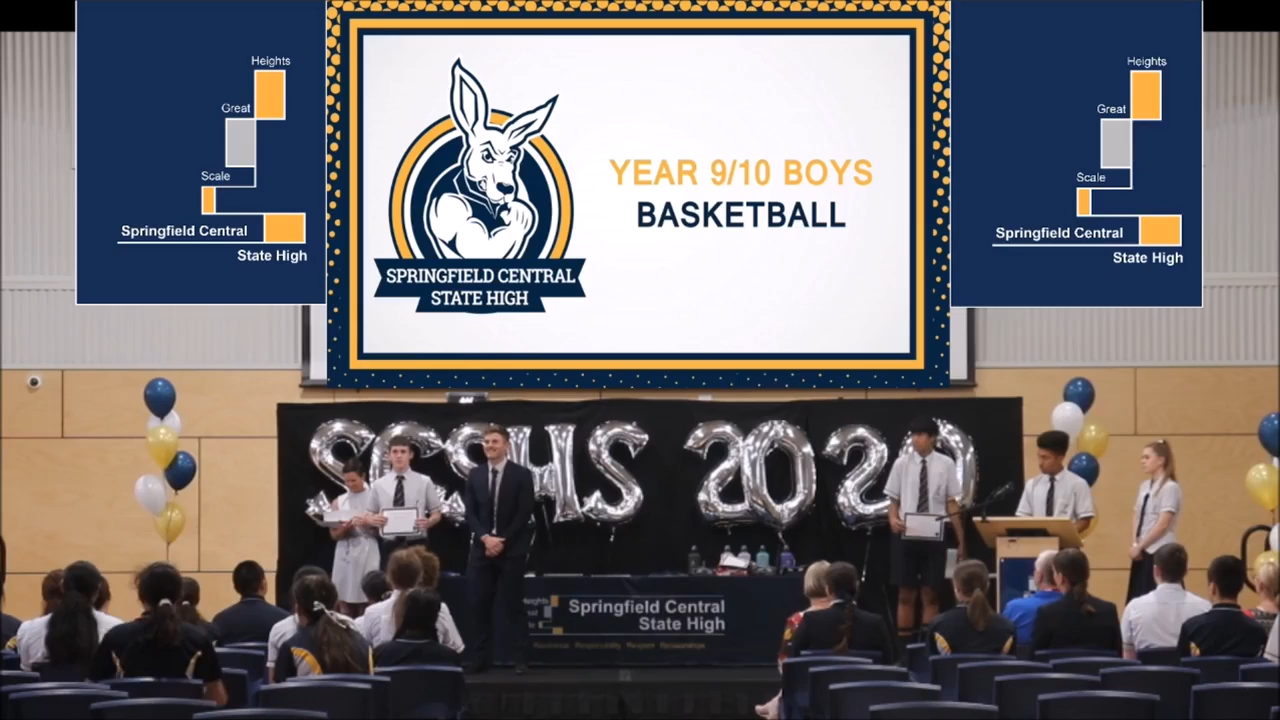 Heights
Great
Scale
Springfield Central
State High
YEAR 9/10 BOYS
BASKETBALL
SPRINGFIELD CENTRAL
STATE HIGH
Heights
Great
Scale
Springfield Central
State High
SCSHS 2020
Springfield Central
State High